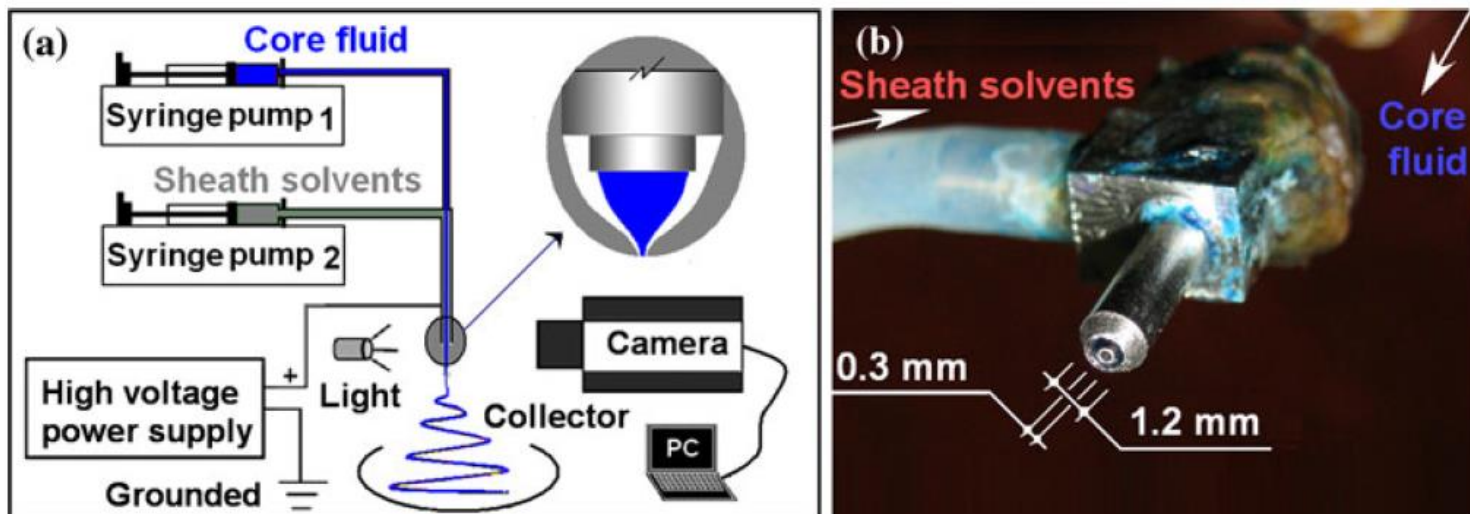 (a)
Core fluid
Syringe pump 1
Sheath solvents
Syringe pump 2
High voltage
power supply
+
Grounded
Light
Collector
Camera
PC
(b)
Sheath solvents
Core
fluid
0.3 mm
1.2 mm